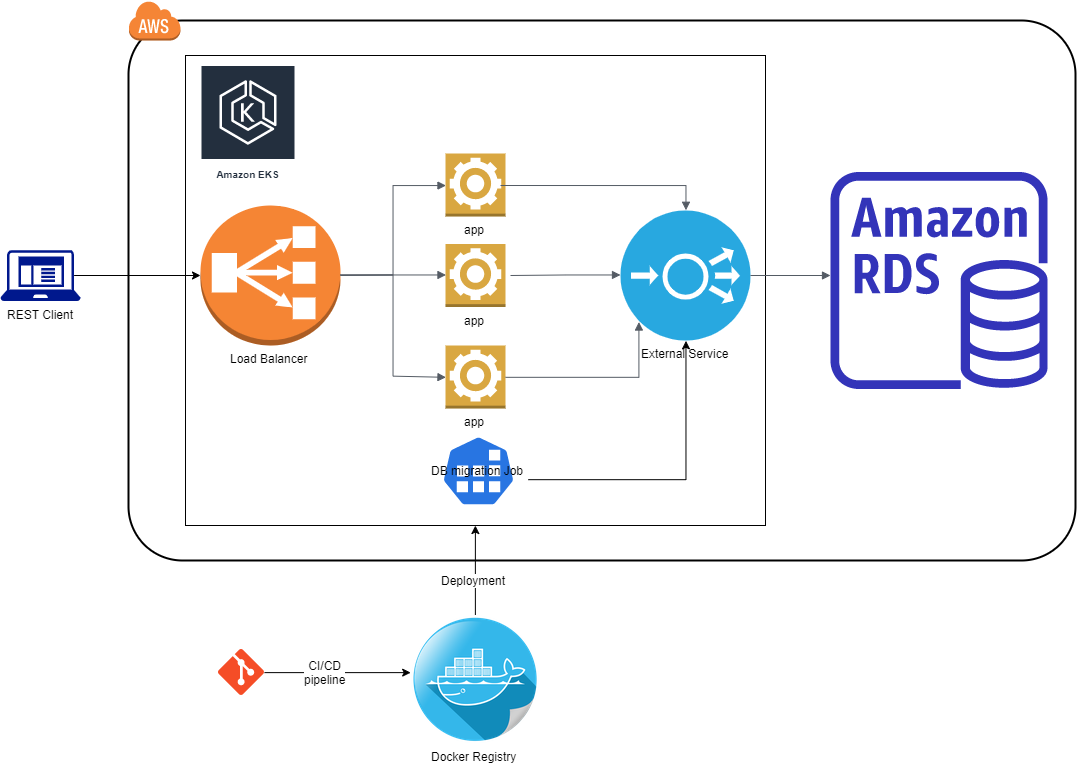 AWS
K
Amazon EKS
app
Amazon
RDS
app
REST Client
Load Balancer
External Service
app
DB migration Job
Deployment
CI/CD
pipeline
Docker Registry